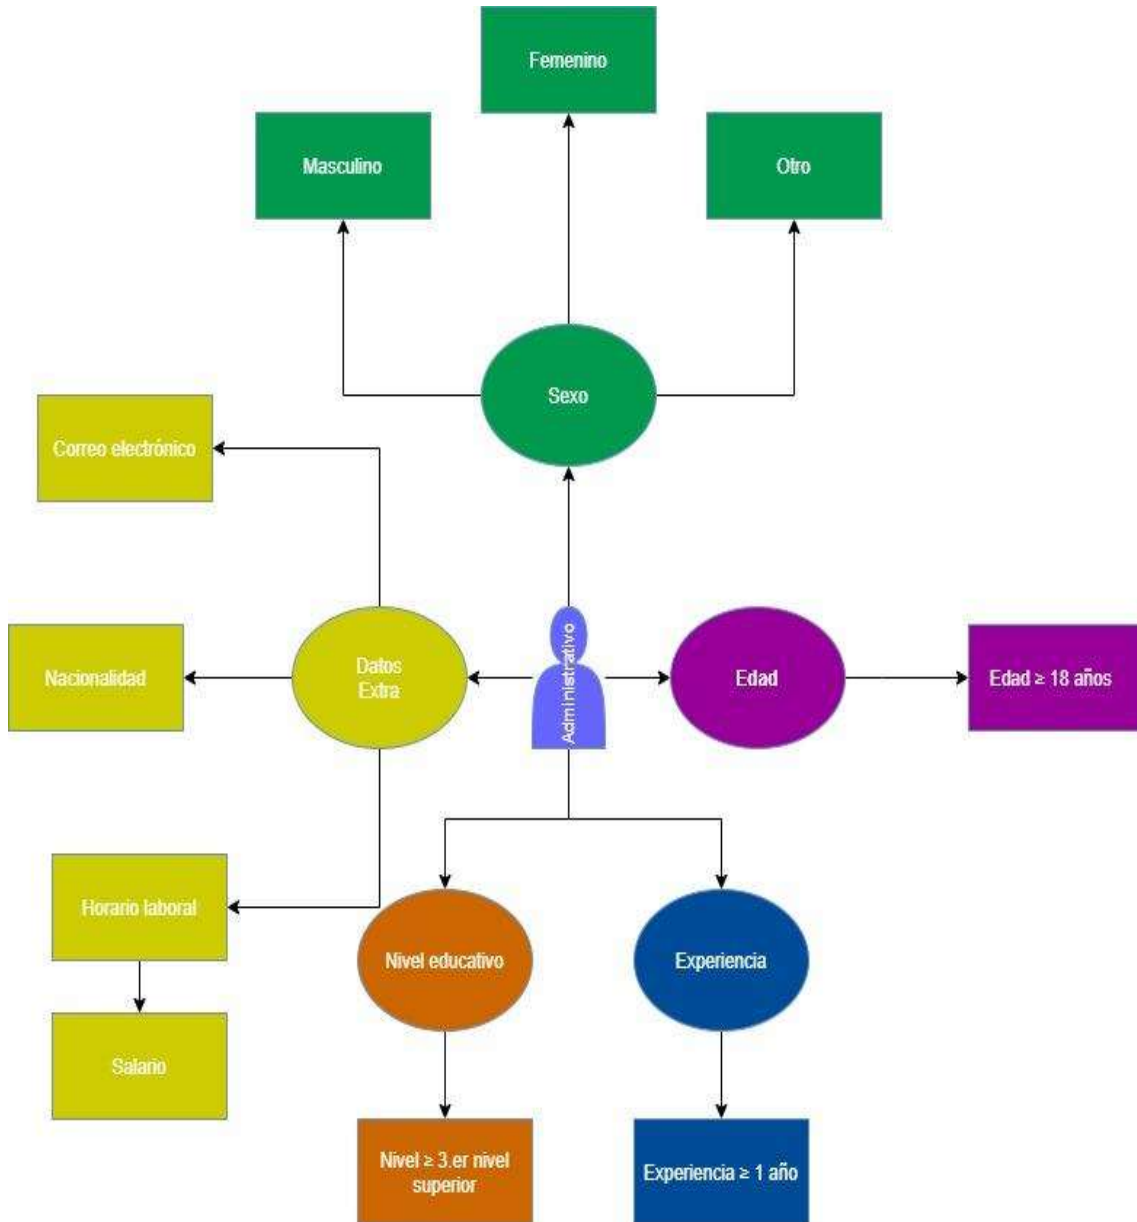 Femenino
Masculino
Otro
Sexo
Correo electrónico
Nacionalidad
Datos
Extra
Administrativo
Edad
Edad ≥ 18 años
Horario laboral
Nivel educativo
Experiencia
Salario
Nivel ≥ 3.er nivel
superior
Experiencia ≥ 1 año